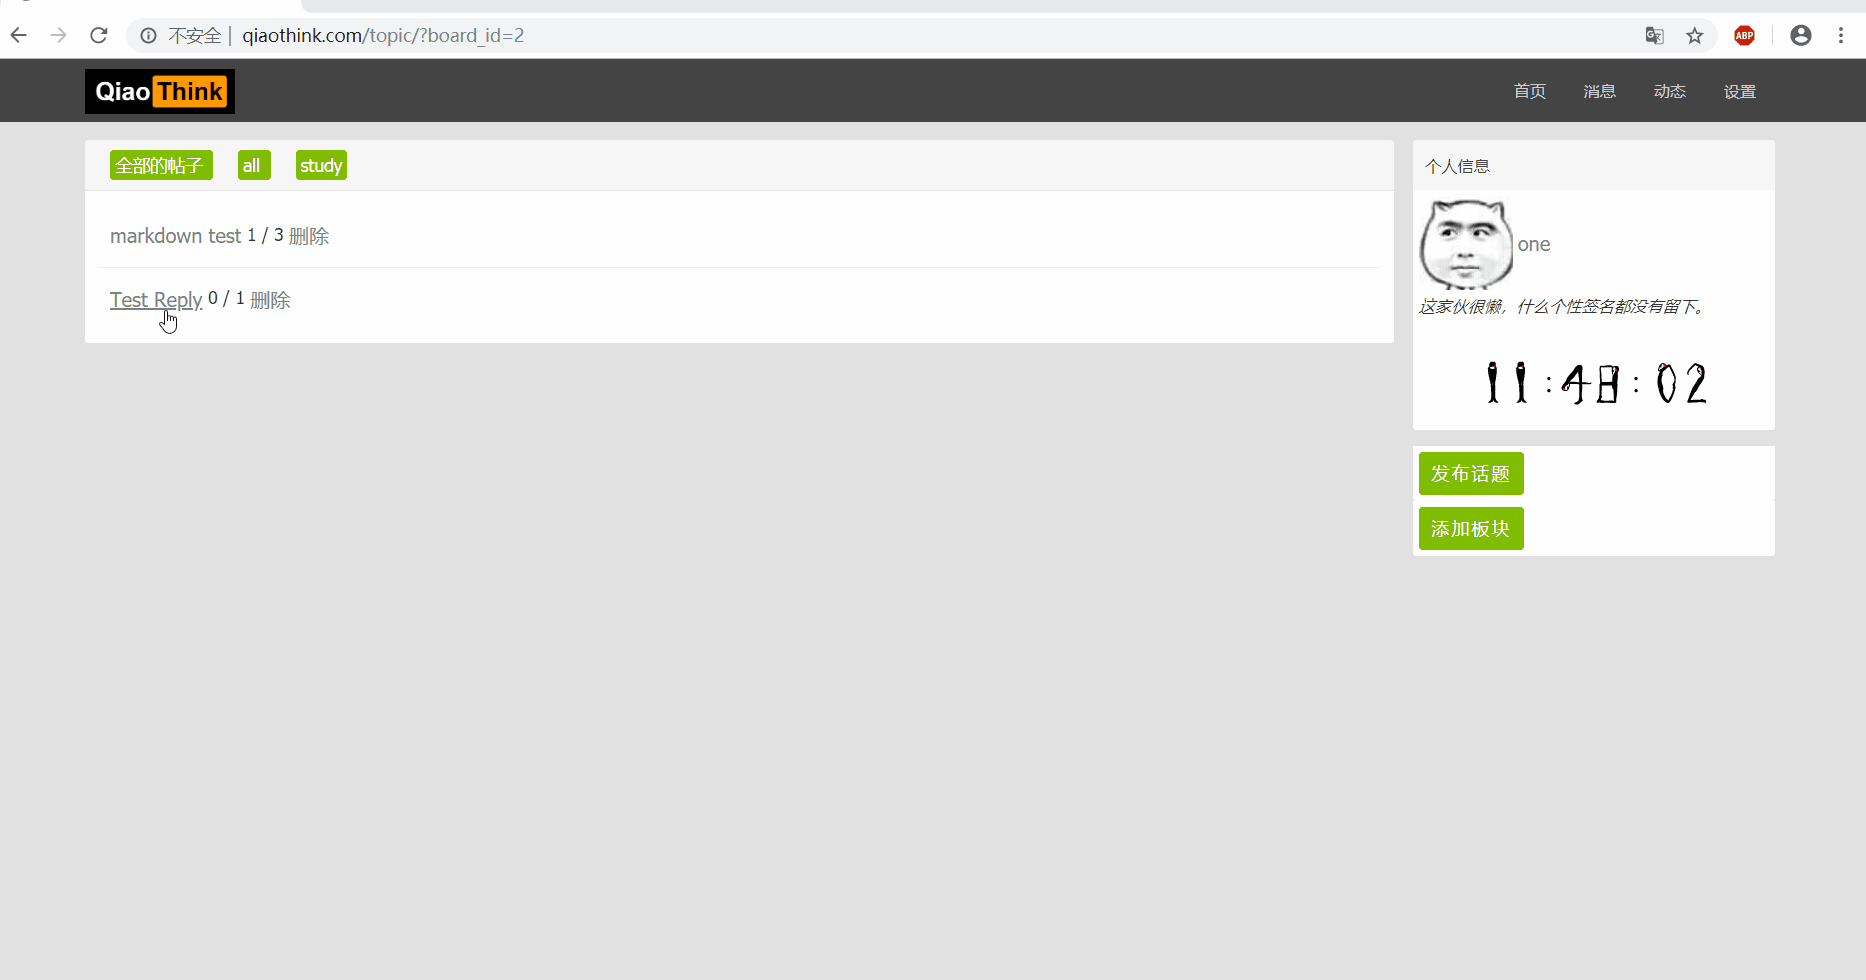 不安全 | qiaothink.com/topic/?board_id=2
ABP
Qiao Think
首页 消息 动态 设置
全部的帖子 all study
markdown test 1 / 3 删除
Test Reply 0 / 1 删除
个人信息
one
这家伙很懒，什么个性签名都没有留下。
11:48:02
发布话题
添加板块